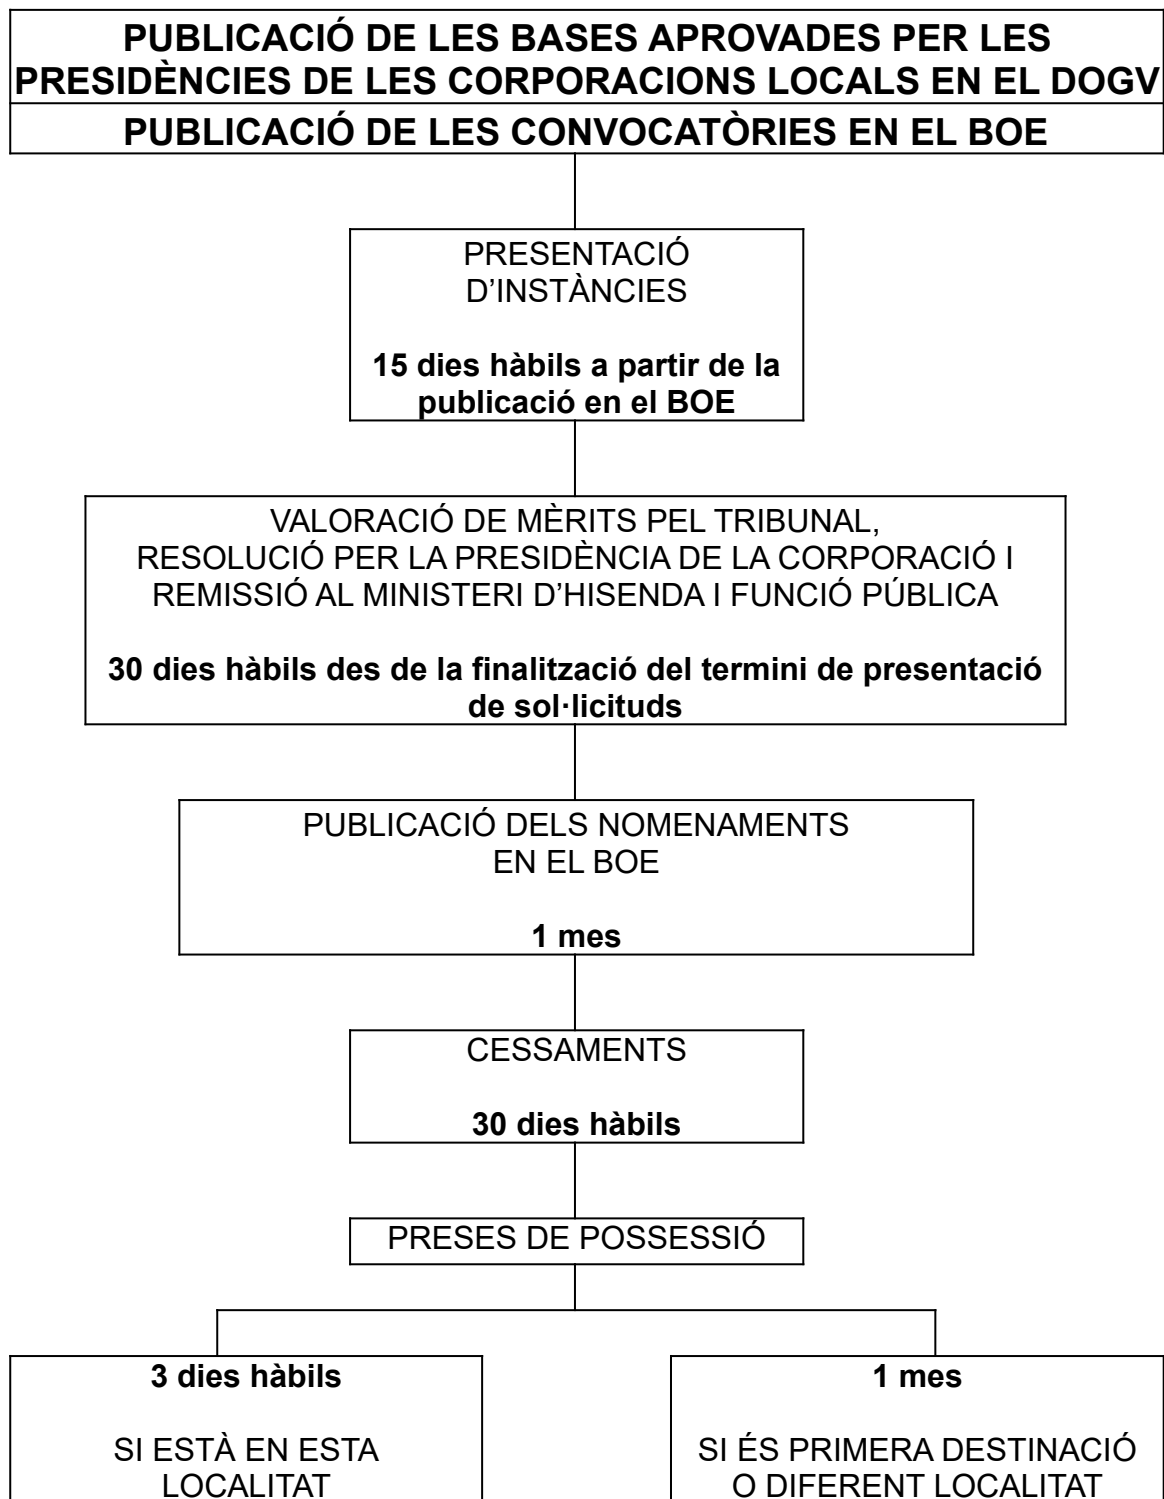 PUBLICACIÓ DE LES BASES APROVADES PER LES
PRESIDÈNCIES DE LES CORPORACIONS LOCALS EN EL DOGV
PUBLICACIÓ DE LES CONVOCATÒRIES EN EL BOE
PRESENTACIÓ
D’INSTÀNCIES
15 dies hàbils a partir de la
publicació en el BOE
VALORACIÓ DE MÈRITS PEL TRIBUNAL,
RESOLUCIÓ PER LA PRESIDÈNCIA DE LA CORPORACIÓ I
REMISSIÓ AL MINISTERI D’HISENDA I FUNCIÓ PÚBLICA
30 dies hàbils des de la finalització del termini de presentació
de sol·licituds
PUBLICACIÓ DELS NOMENAMENTS
EN EL BOE
1 mes
CESSAMENTS
30 dies hàbils
PRESES DE POSSESSIÓ
3 dies hàbils
SI ESTÀ EN ESTA
LOCALITAT
1 mes
SI ÉS PRIMERA DESTINACIÓ
O DIFERENT LOCALITAT